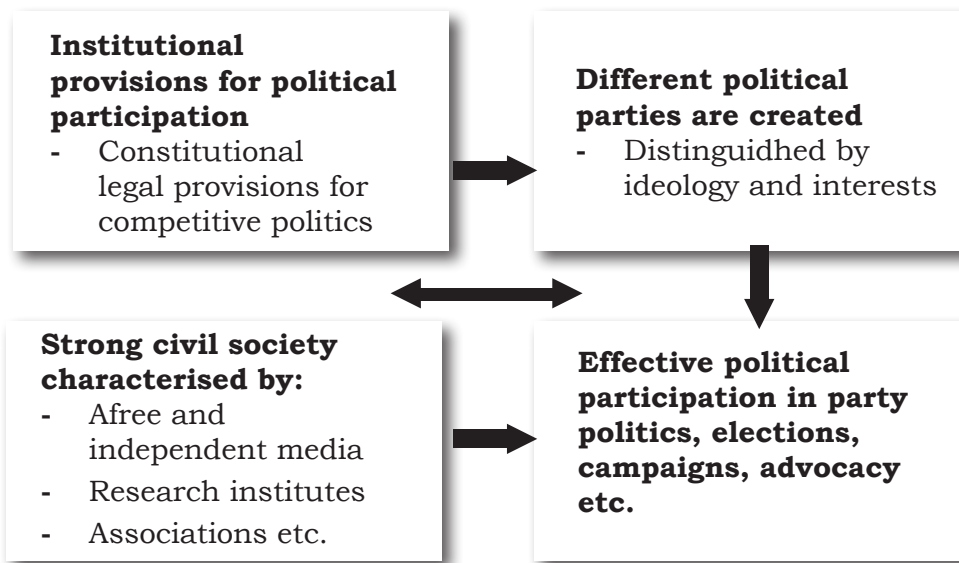 Institutional
provisions for political
participation
- Constitutional
legal provisions for
competitive politics
Different political
parties are created
- Distinguidhed by
ideology and interests
Strong civil society
characterised by:
- Afree and
independent media
- Research institutes
- Associations etc.
Effective political
participation in party
politics, elections,
campaigns, advocacy
etc.